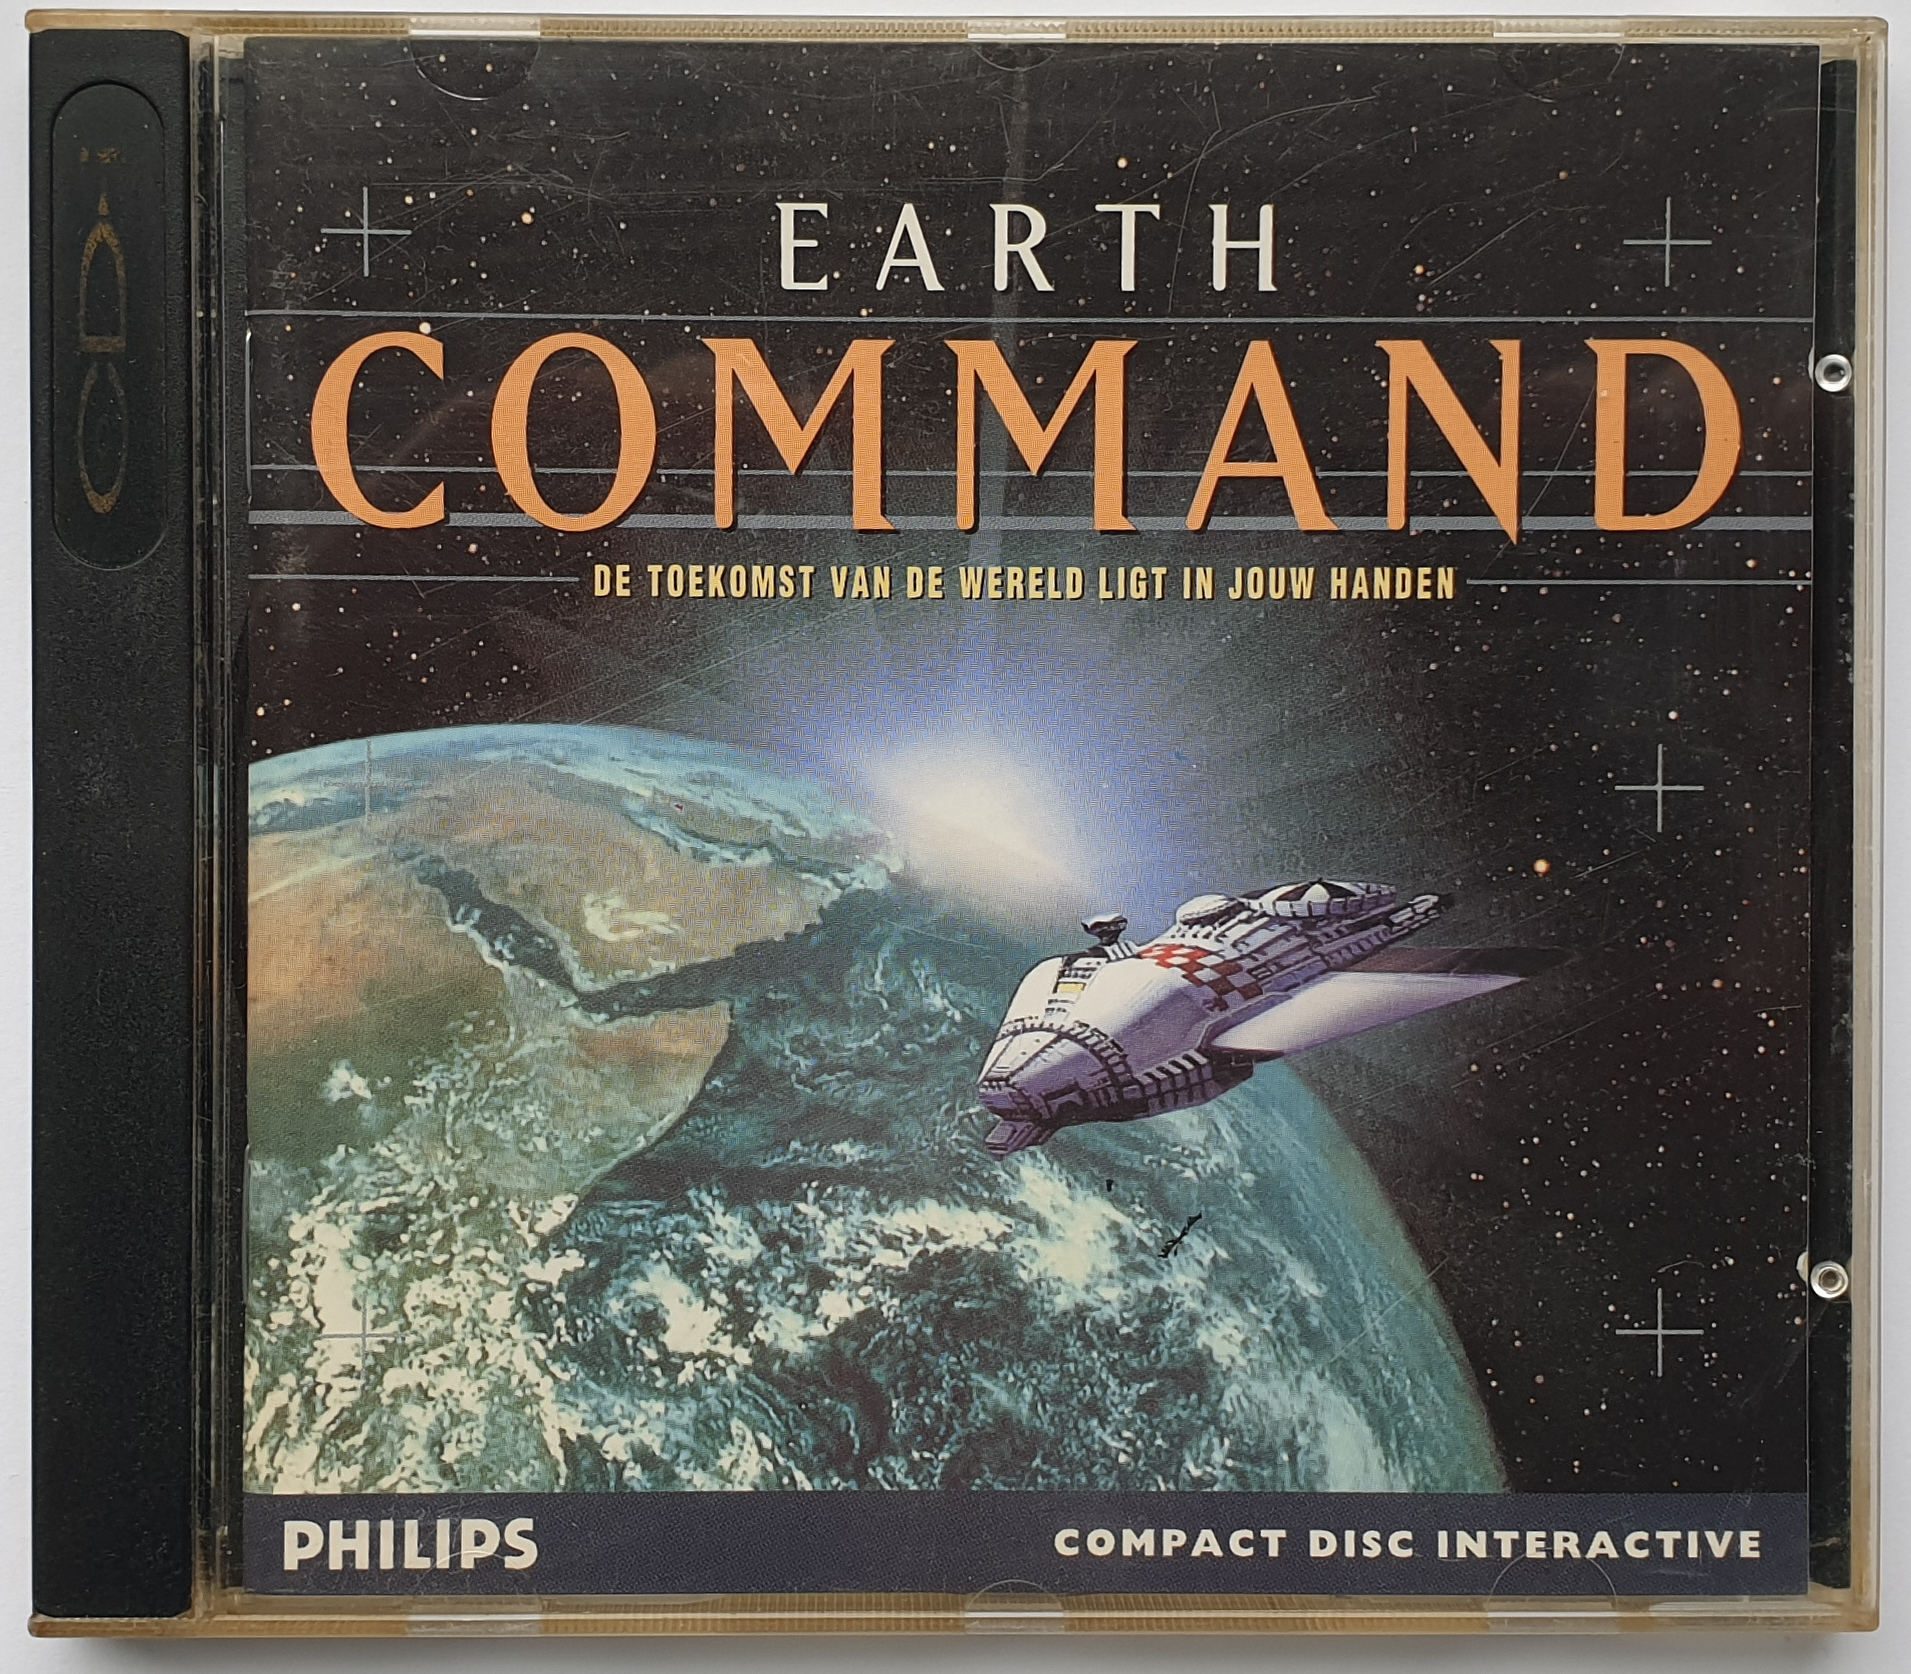 EARTH
COMMAND
DE TOEKOMST VAN DE WERELD LIGT IN JOUW HANDEN
PHILIPS
COMPACT DISC INTERACTIVE